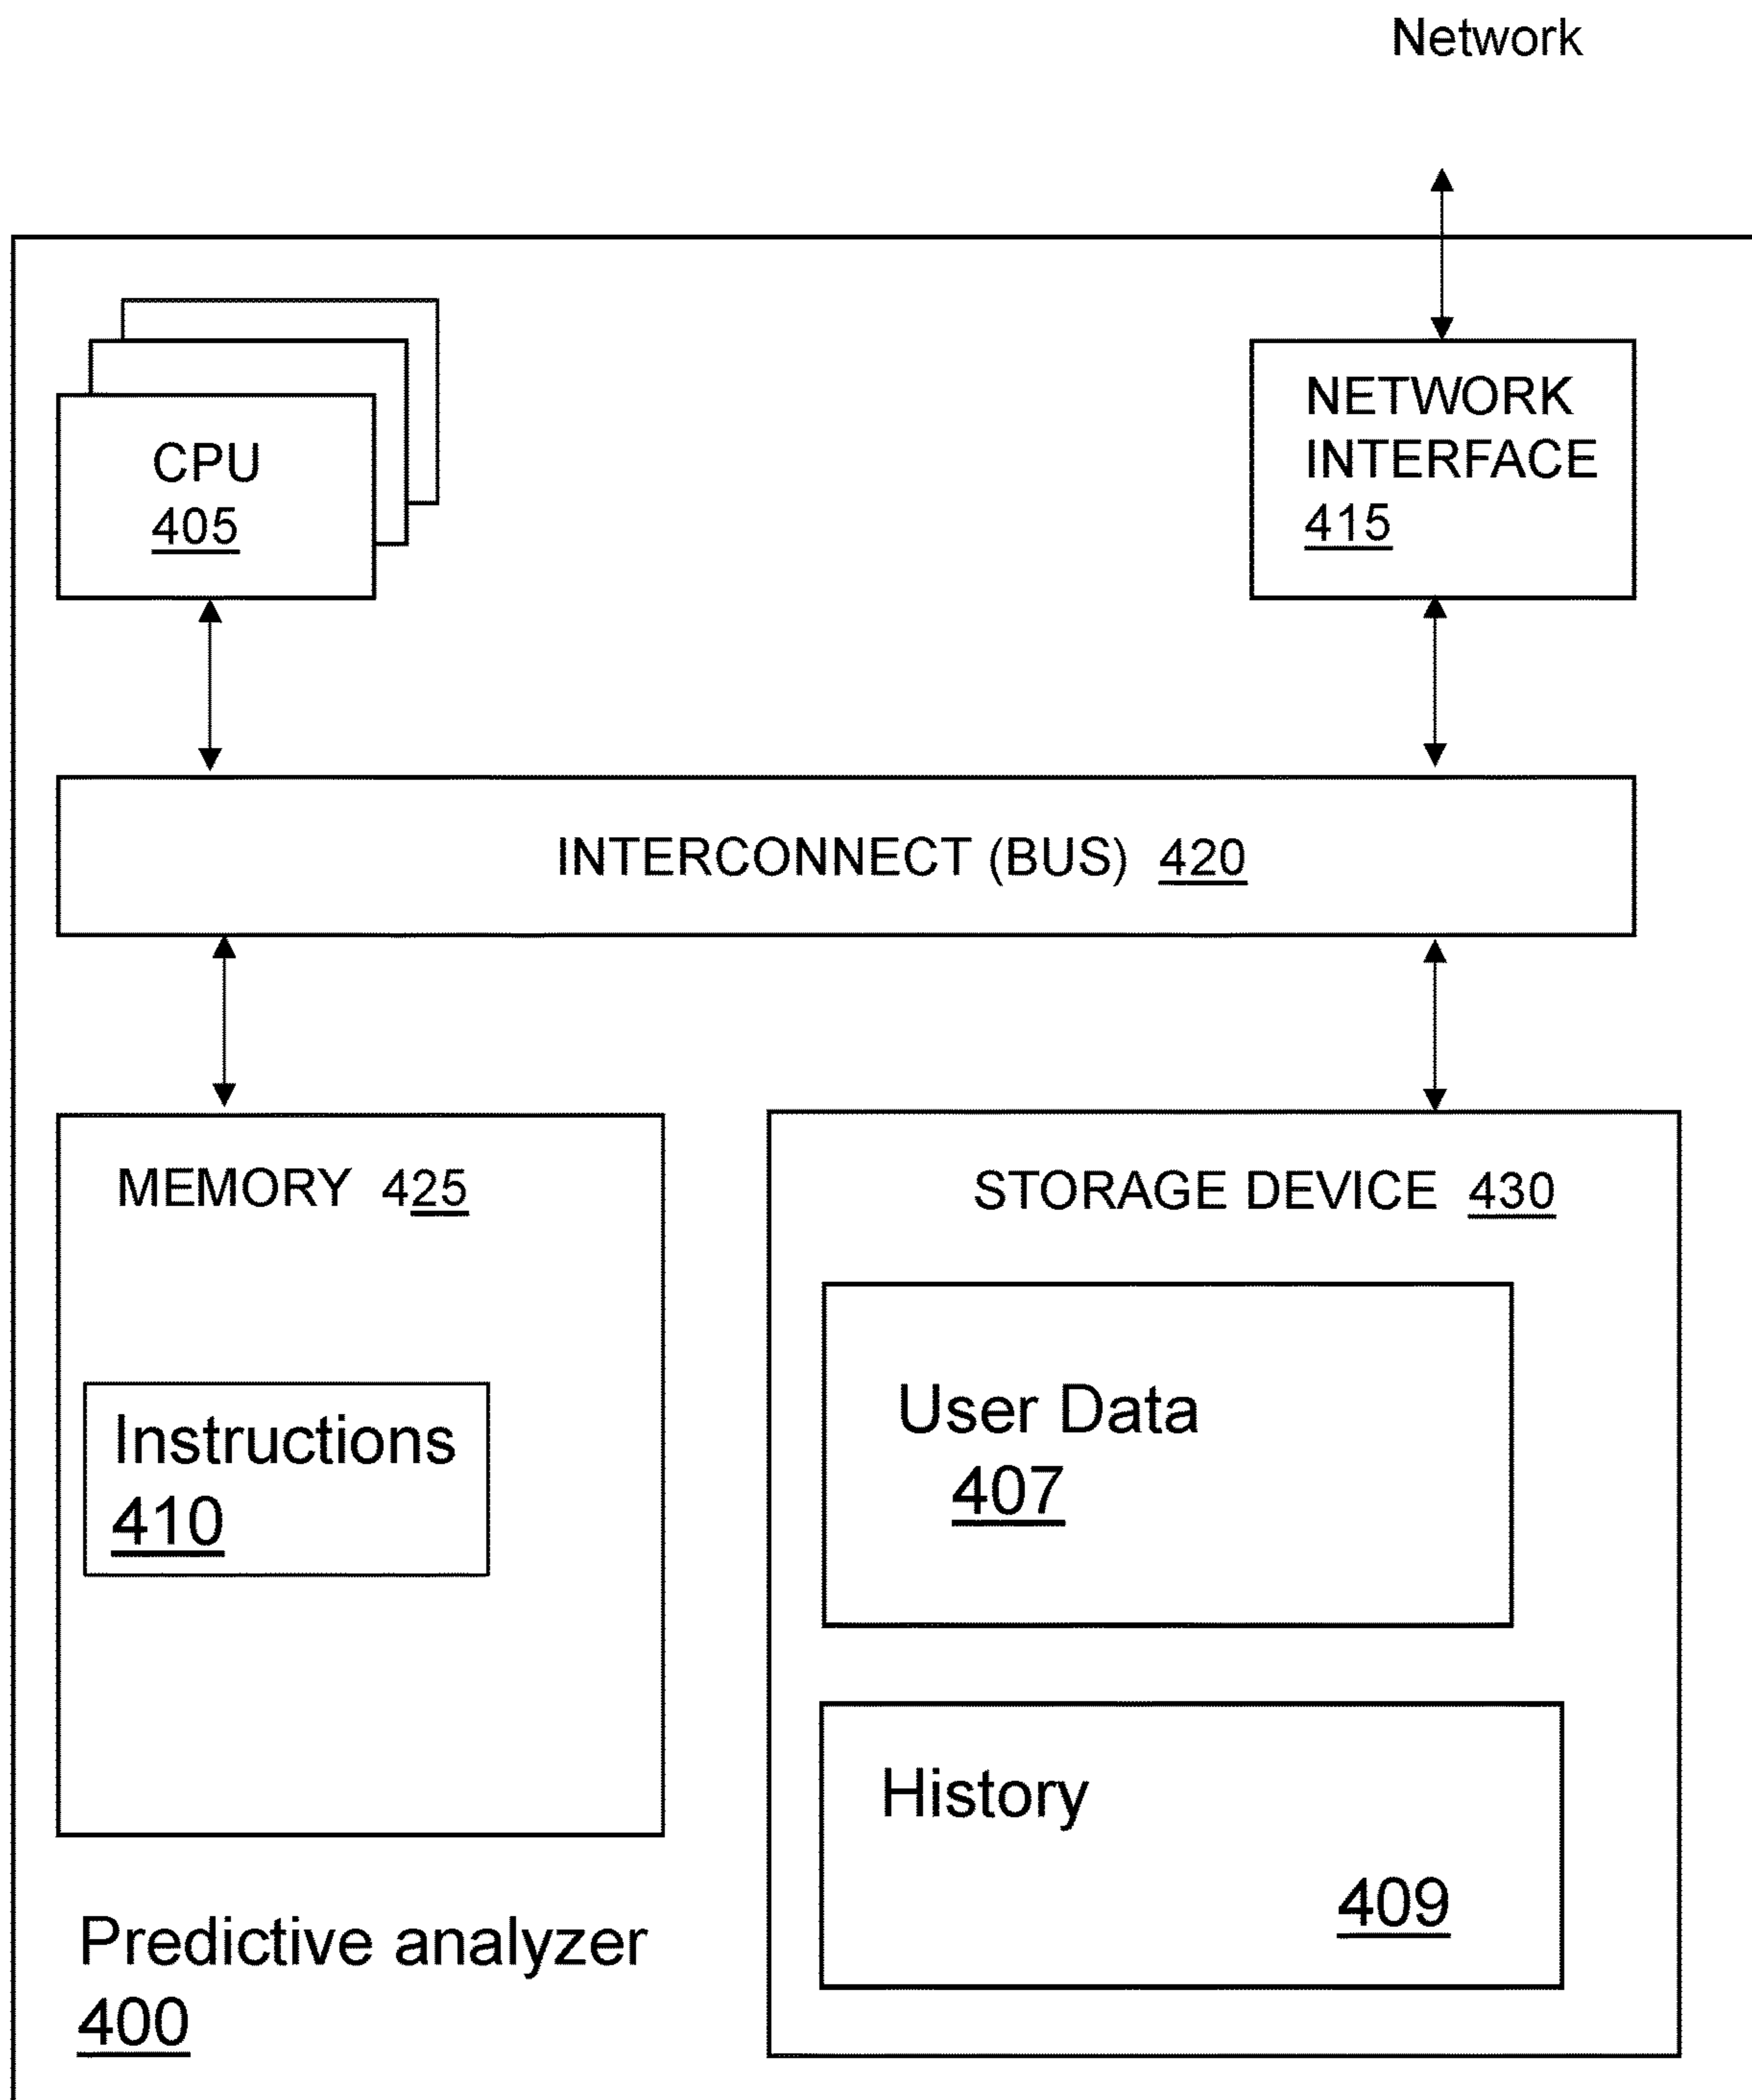 Network
CPU
405
NETWORK
INTERFACE
415
INTERCONNECT (BUS) 420
MEMORY 425
STORAGE DEVICE 430
Instructions
410
User Data
407
History
409
Predictive analyzer
400